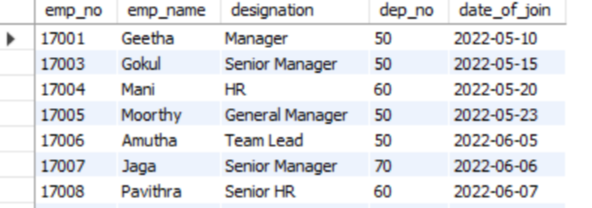 emp_no emp_name designation dep_no date_of_join
17001 Geetha Manager 50 2022-05-10
17003 Gokul Senior Manager 50 2022-05-15
17004 Mani HR 60 2022-05-20
17005 Moorthy General Manager 50 2022-05-23
17006 Amutha Team Lead 50 2022-06-05
17007 Jaga Senior Manager 70 2022-06-06
17008 Pavithra Senior HR 60 2022-06-07